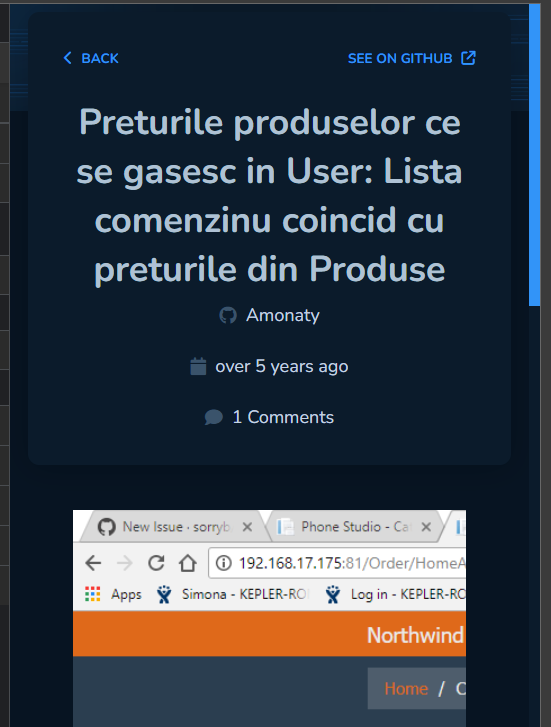 BACK
SEE ON GITHUB
Preturile produselor ce
se gasesc in User: Lista
comenzinu coincid cu
preturile din Produse
Amonaty
over 5 years ago
1 Comments
New Issue · sorryb
Phone Studio - Ca
192.168.17.175:81/Order/HomeA
Apps
Simona - KEPLER-RO
Log in - KEPLER-RO
Northwind
Home / C